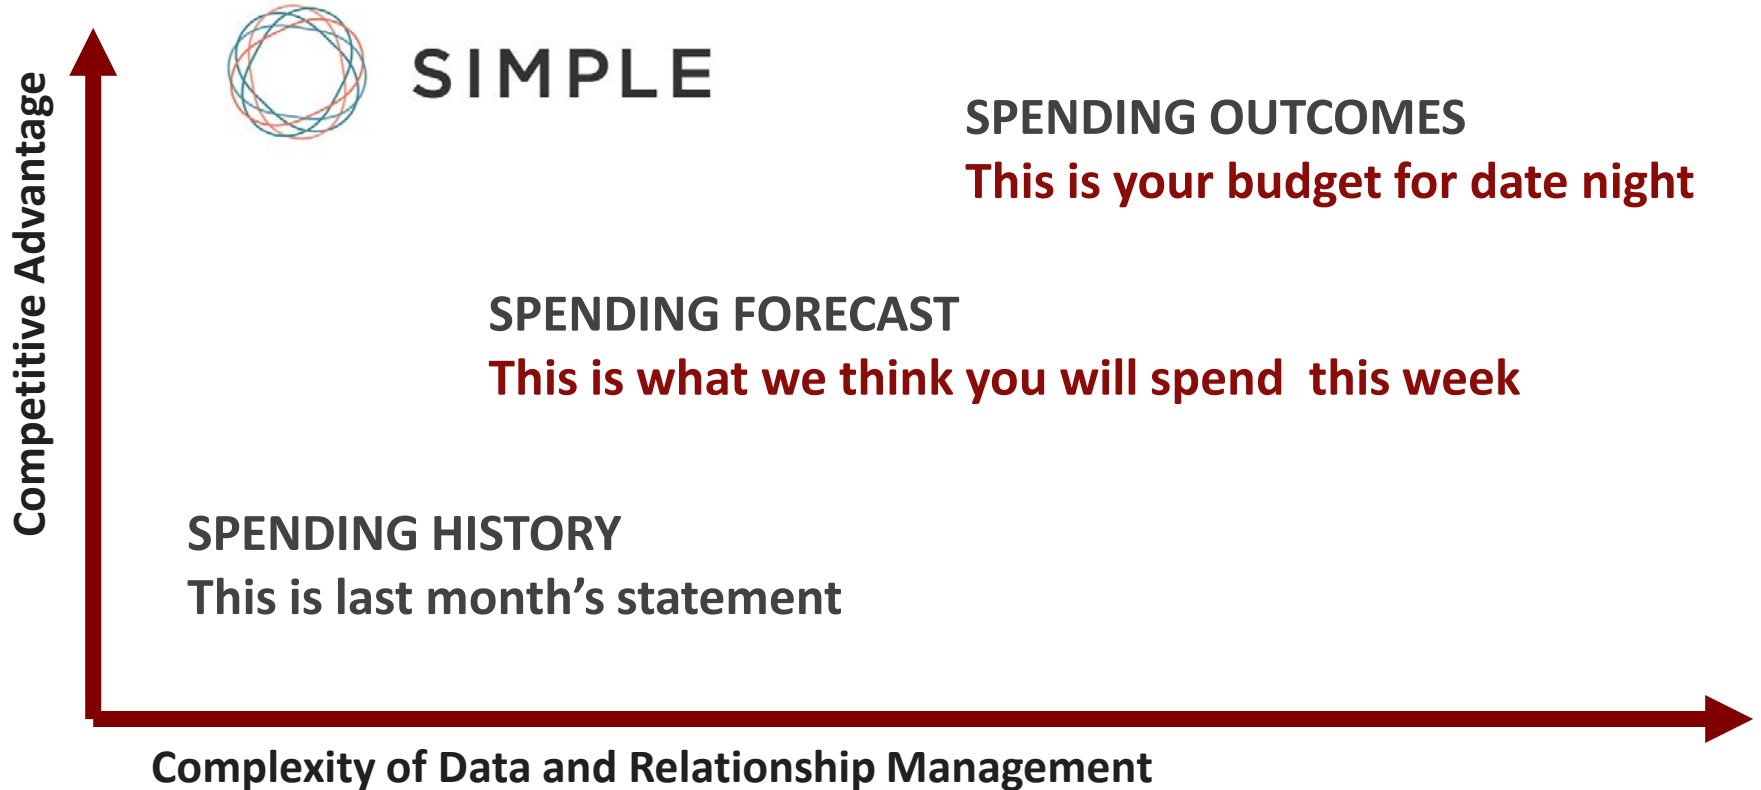 SIMPLE
Competitive Advantage
SPENDING OUTCOMES
This is your budget for date night
SPENDING FORECAST
This is what we think you will spend  this week
SPENDING HISTORY
This is last month’s statement
Complexity of Data and Relationship Management